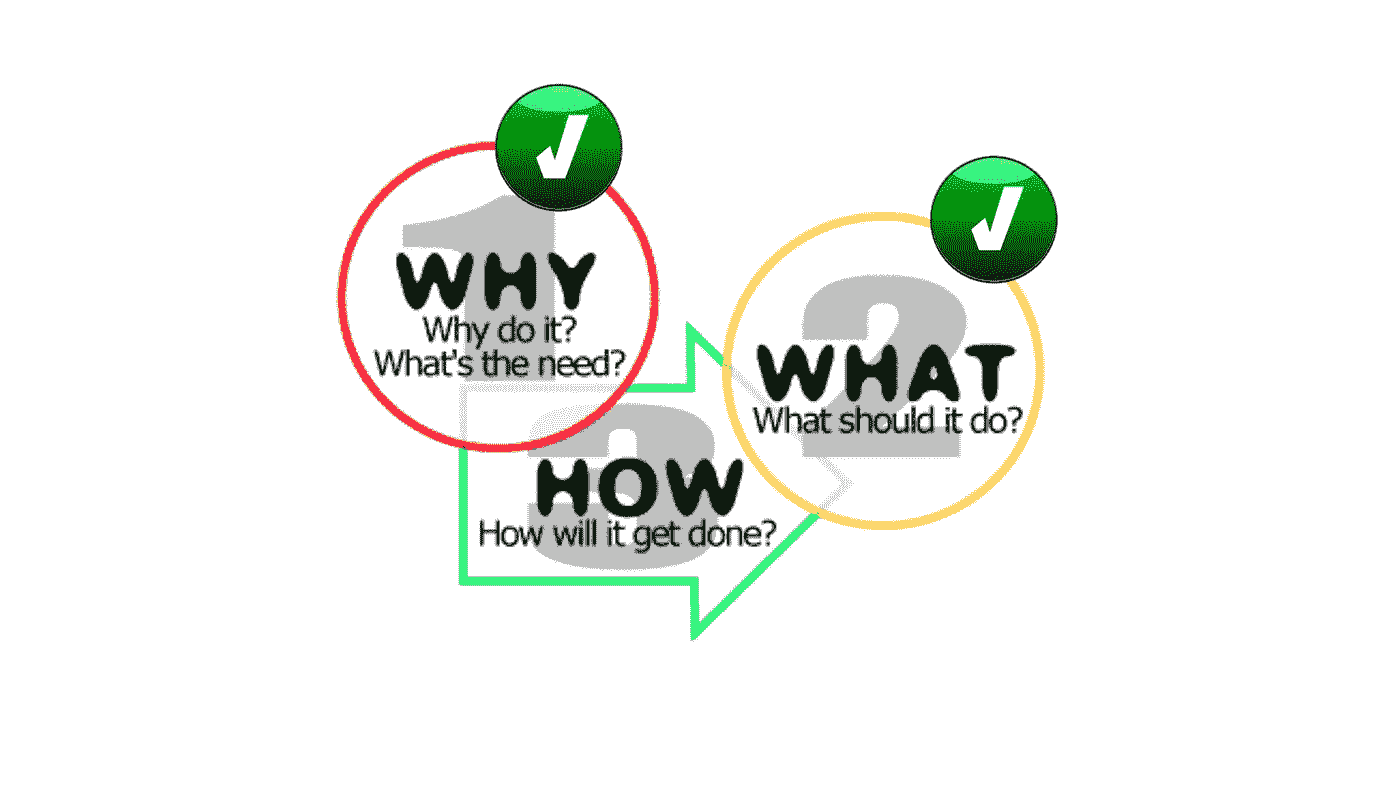 1
WHY
Why do it?
What's the need?
2
WHAT
What should it do?
3
HOW
How will it get done?